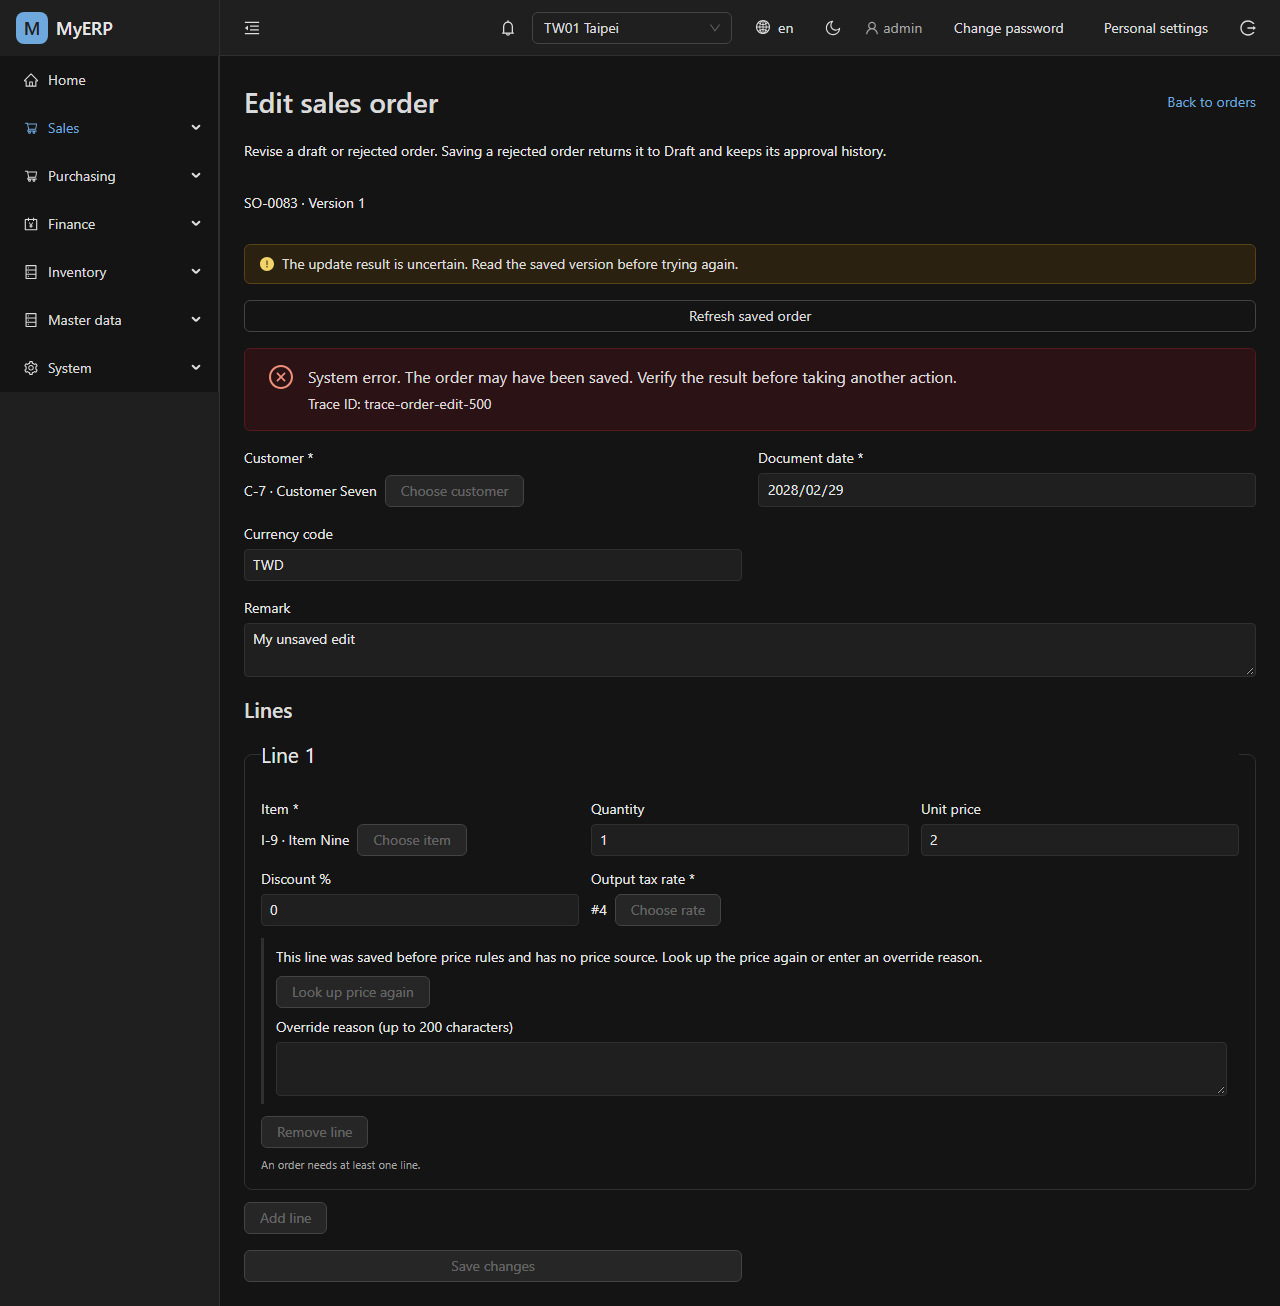 M MyERP
TW01 Taipei
en
admin
Change password
Personal settings
Home
Sales
Purchasing
Finance
Inventory
Master data
System
Edit sales order
Back to orders
Revise a draft or rejected order. Saving a rejected order returns it to Draft and keeps its approval history.
SO-0083 · Version 1
The update result is uncertain. Read the saved version before trying again.
Refresh saved order
System error. The order may have been saved. Verify the result before taking another action.
Trace ID: trace-order-edit-500
Customer *
Document date *
C-7 · Customer Seven
Choose customer
2028/02/29
Currency code
TWD
Remark
My unsaved edit
Lines
Line 1
Item *
Quantity
Unit price
I-9 · Item Nine
Choose item
1
2
Discount %
Output tax rate *
0
#4
Choose rate
This line was saved before price rules and has no price source. Look up the price again or enter an override reason.
Look up price again
Override reason (up to 200 characters)
Remove line
An order needs at least one line.
Add line
Save changes